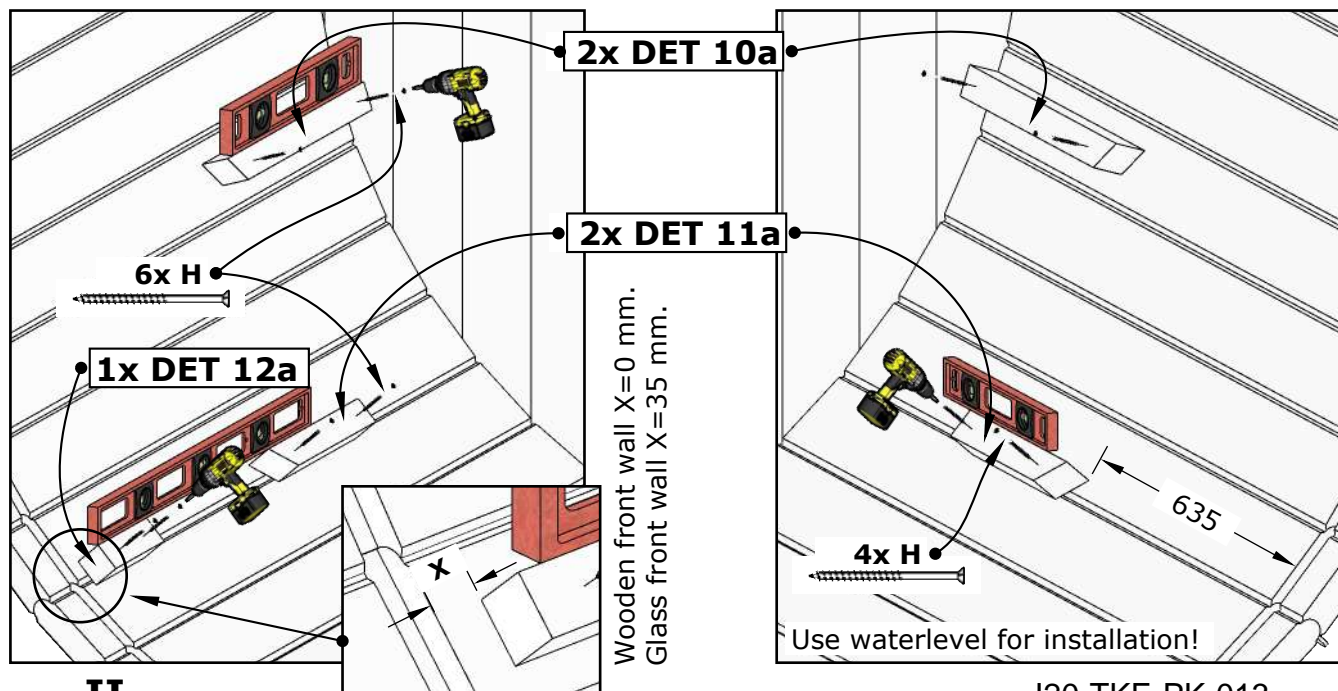 2x DET 10a
2x DET 11a
6x H
1x DET 12a
X
Wooden front wall X=0 mm.
Glass front wall X=35 mm.
635
4x H
Use waterlevel for installation!